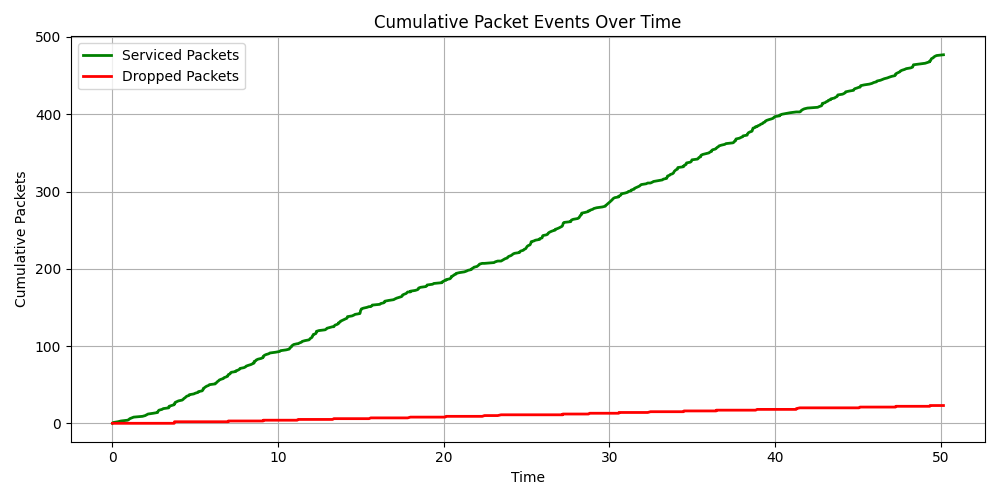 Cumulative Packet Events Over Time
Serviced Packets
Dropped Packets
Cumulative Packets
500
400
300
200
100
0
0 10 20 30 40 50
Time